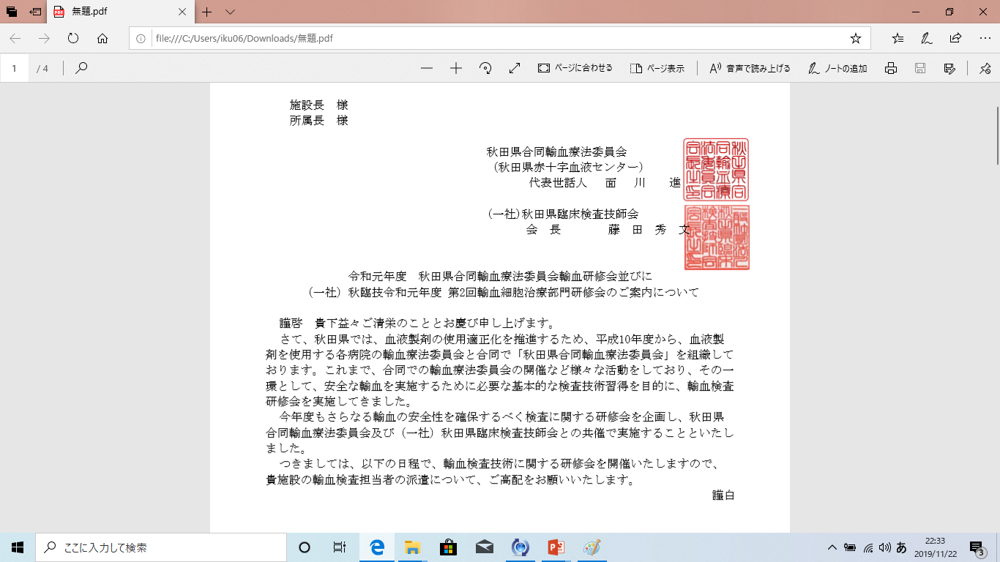 無題.pdf
file:///C:/Users/iku06/Downloads/無題.pdf
1 / 4 ページに合わせる ページ表示 音声で読み上げる ノートの追加
施設長　様
所属長　様
秋田県合同輸血療法委員会
（秋田県赤十字血液センター）
代表世話人　面　川　　進
（一社）秋田県臨床検査技師会
会　長　　　　藤　田　秀　文
令和元年度　秋田県合同輸血療法委員会輸血研修会並びに
（一社）秋臨技令和元年度 第2回輸血細胞治療部門研修会のご案内について
謹啓　貴下益々ご清栄のこととお慶び申し上げます。
さて、秋田県では、血液製剤の使用適正化を推進するため、平成10年度から、血液製
剤を使用する各病院の輸血療法委員会と合同で「秋田県合同輸血療法委員会」を組織して
おります。これまで、合同での輸血療法委員会の開催など様々な活動をしており、その一
環として、安全な輸血を実施するために必要な基本的な検査技術習得を目的に、輸血検査
研修会を実施してきました。
今年度もさらなる輸血の安全性を確保するべく検査に関する研修会を企画し、秋田県
合同輸血療法委員会及び（一社）秋田県臨床検査技師会との共催で実施することといたし
ました。
つきましては、以下の日程で、輸血検査技術に関する研修会を開催いたしますので、
貴施設の輸血検査担当者の派遣について、ご高配をお願いいたします。
謹白
ここに入力して検索
あ
22:33
2019/11/22
3